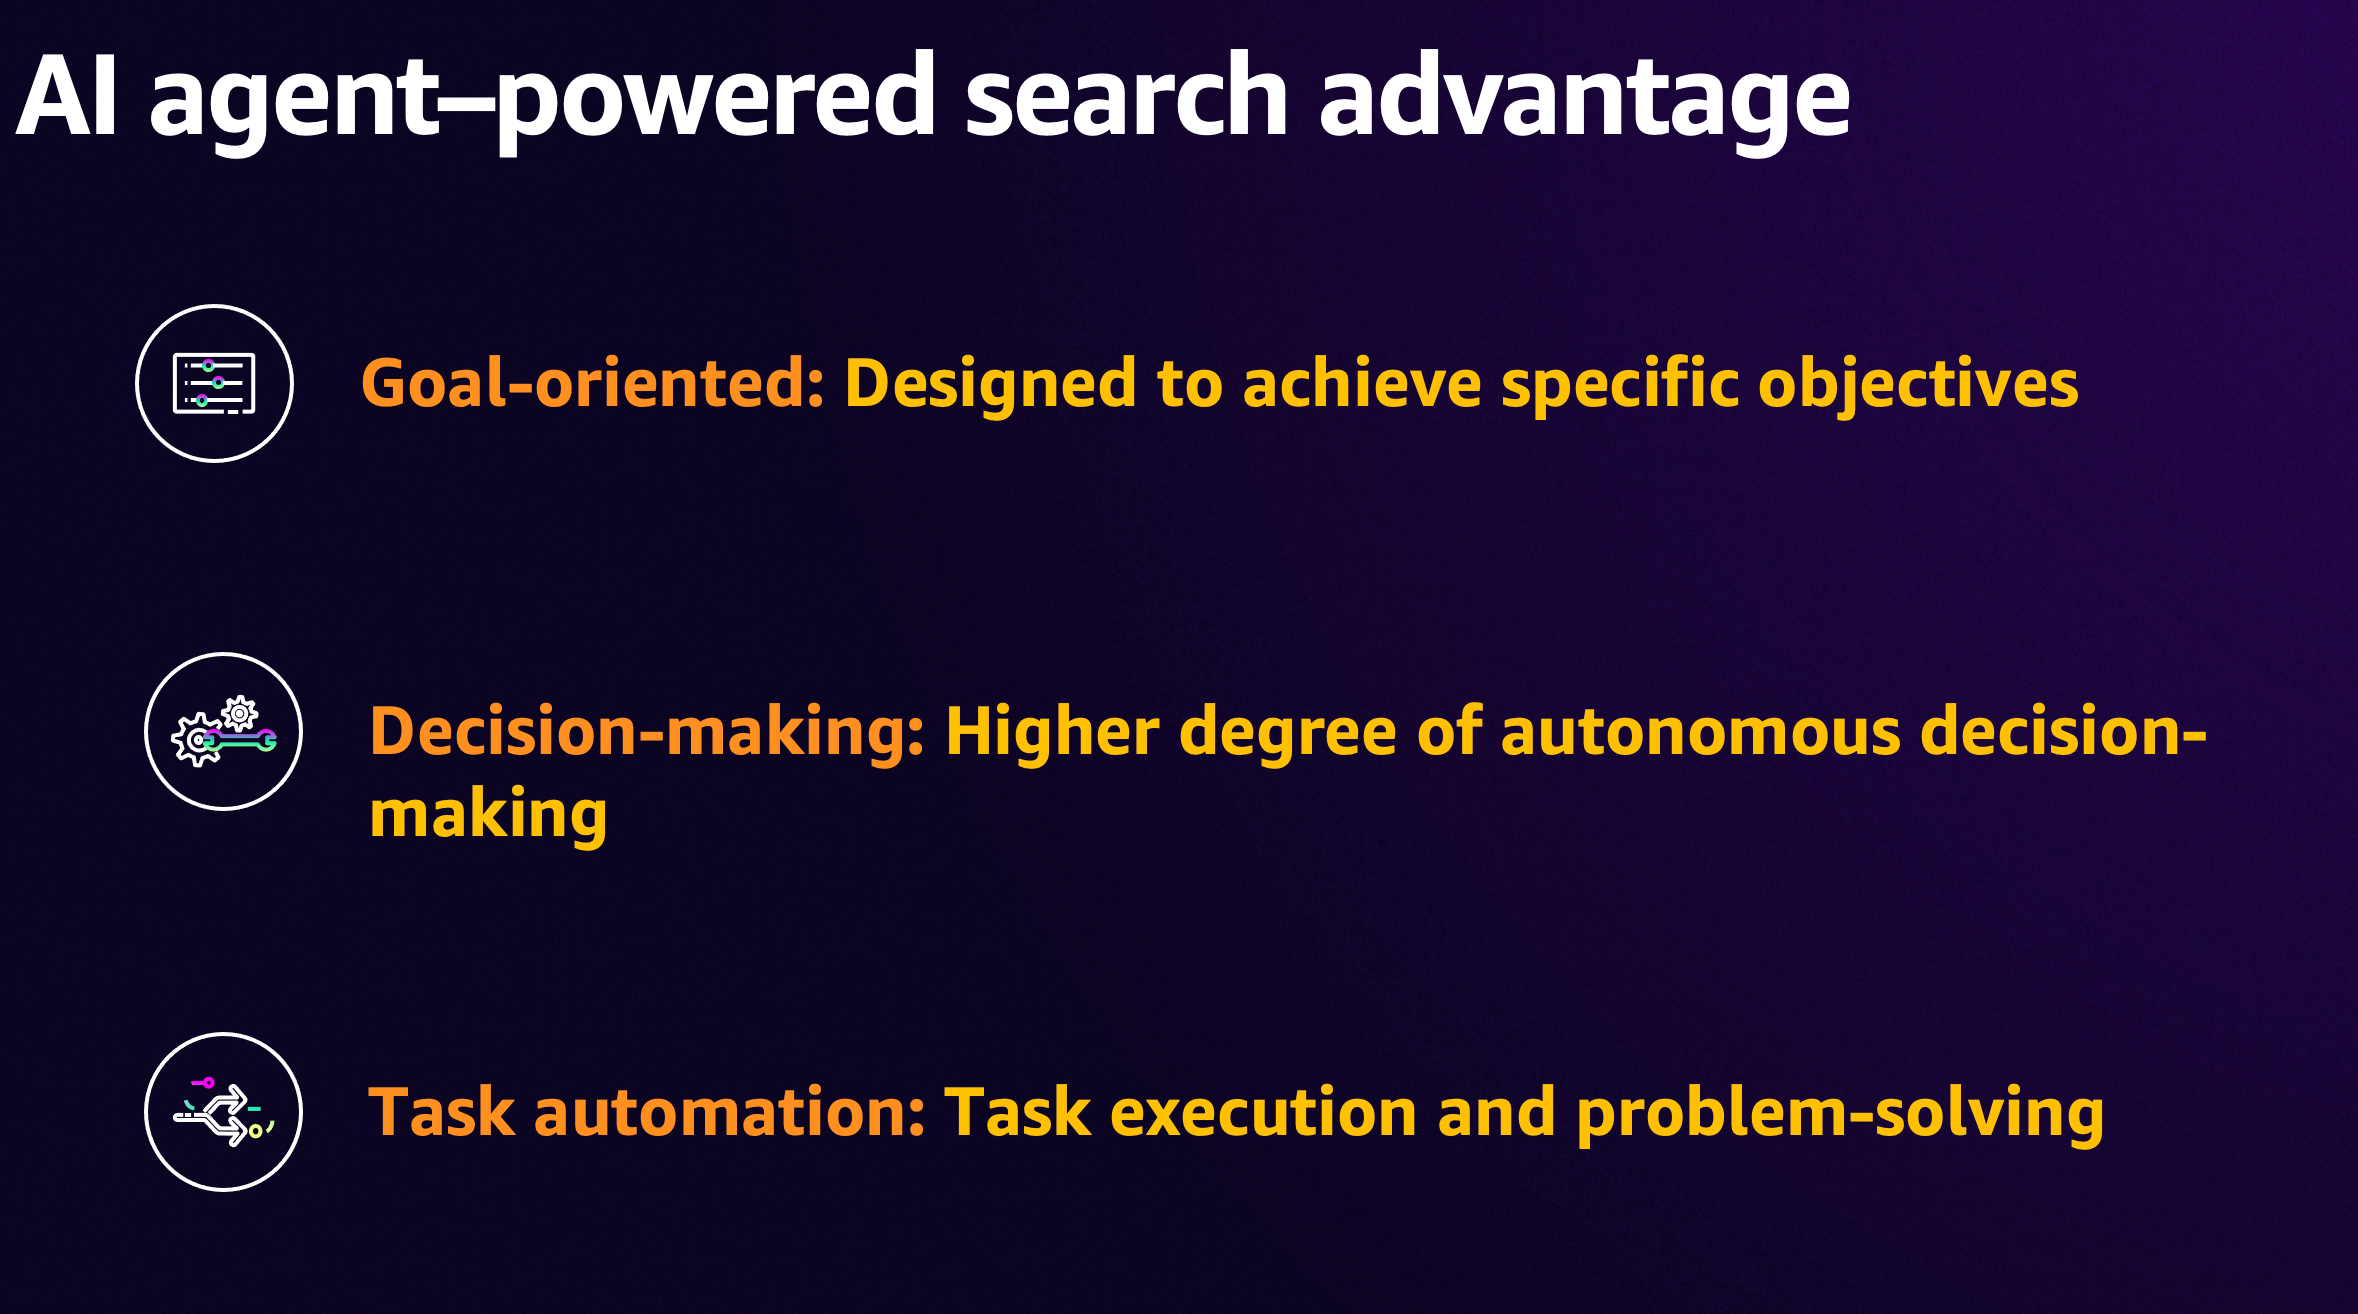 AI agent–powered search advantage
Goal-oriented: Designed to achieve specific objectives
Decision-making: Higher degree of autonomous decision-
making
Task automation: Task execution and problem-solving